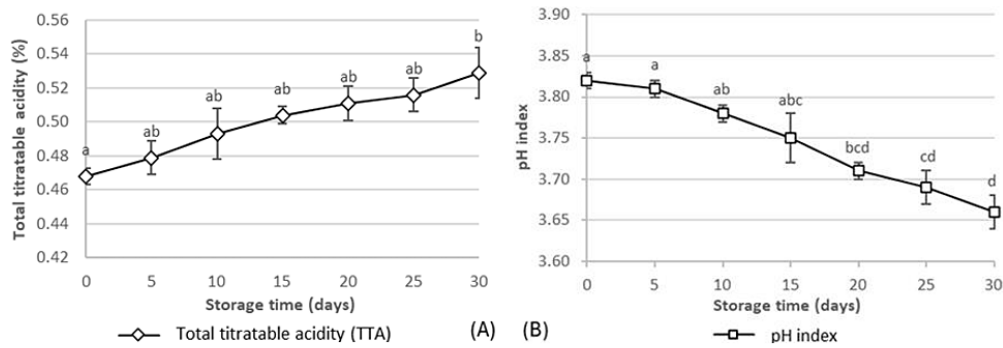 0.56
0.54
0.52
0.50
0.48
0.46
0.44
0.42
Total titratable acidity (%)
a
ab
ab
ab
ab
ab
b
0 5 10 15 20 25 30
Storage time (days)
Total titratable acidity (TTA)
(A)
3.90
3.85
3.80
3.75
3.70
3.65
3.60
pH index
a
a
ab
abc
bcd
cd
d
0 5 10 15 20 25 30
Storage time (days)
(B)
pH index